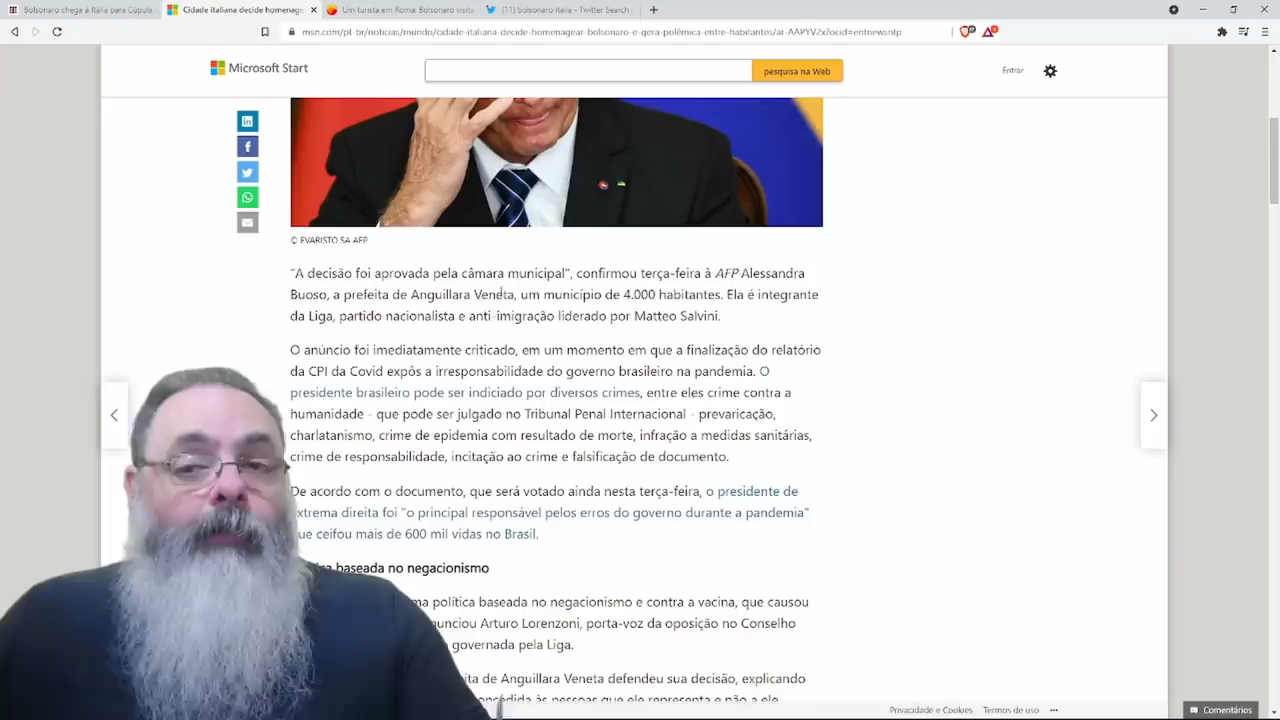 Bolsonaro chega à Itália para Cúpula
Cidade italiana decide homenage
Um turista em Roma: Bolsonaro visita
(11) bolsonaro italia - Twitter Search
msn.com/pt-br/noticias/mundo/cidade-italiana-decide-homenagear-bolsonaro-e-gera-polêmica-entre-habitantes/ar-AAPYV2x?ocid=entnewsntp
Microsoft Start
pesquisa na Web
Entrar
© EVARISTO SA AFP
"A decisão foi aprovada pela câmara municipal", confirmou terça-feira à AFP Alessandra
Buoso, a prefeita de Anguillara Veneta, um município de 4.000 habitantes. Ela é integrante
da Liga, partido nacionalista e anti-imigração liderado por Matteo Salvini.
O anúncio foi imediatamente criticado, em um momento em que a finalização do relatório
da CPI da Covid expôs a irresponsabilidade do governo brasileiro na pandemia. O
presidente brasileiro pode ser indiciado por diversos crimes, entre eles crime contra a
humanidade - que pode ser julgado no Tribunal Penal Internacional - prevaricação,
charlatanismo, crime de epidemia com resultado de morte, infração a medidas sanitárias,
crime de responsabilidade, incitação ao crime e falsificação de documento.
De acordo com o documento, que será votado ainda nesta terça-feira, o presidente de
extrema direita foi "o principal responsável pelos erros do governo durante a pandemia"
que ceifou mais de 600 mil vidas no Brasil.
baseada no negacionismo
ma política baseada no negacionismo e contra a vacina, que causou
nunciou Arturo Lorenzoni, porta-voz da oposição no Conselho
governada pela Liga.
ita de Anguillara Veneta defendeu sua decisão, explicando
concedida às pessoas que ele representa e não a ele
Privacidade e Cookies
Termos de uso
Comentários